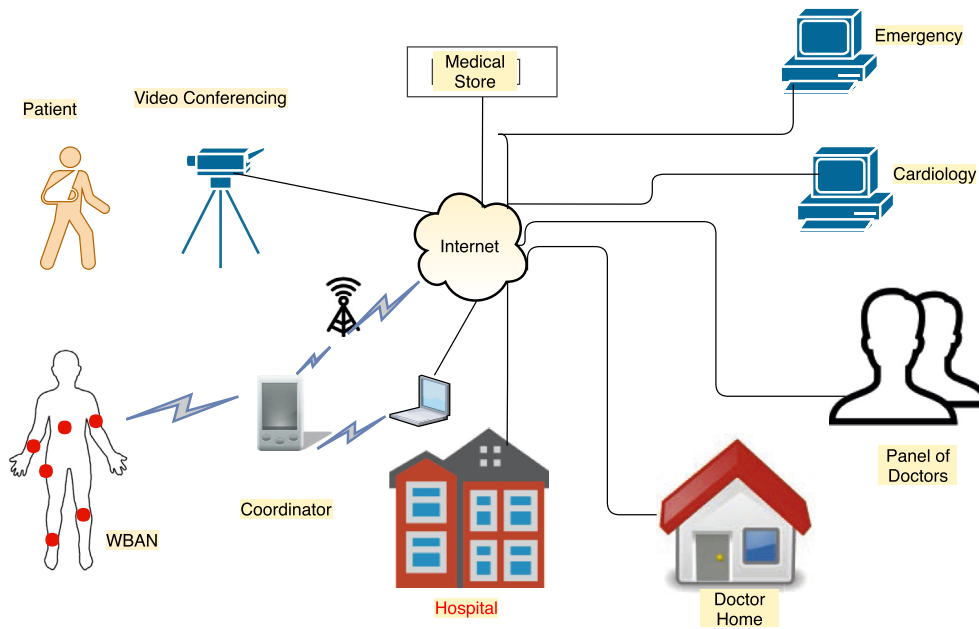 Emergency
Medical
Store
Video Conferencing
Patient
Cardiology
Internet
Panel of
Doctors
Coordinator
WBAN
Doctor
Home
Hospital